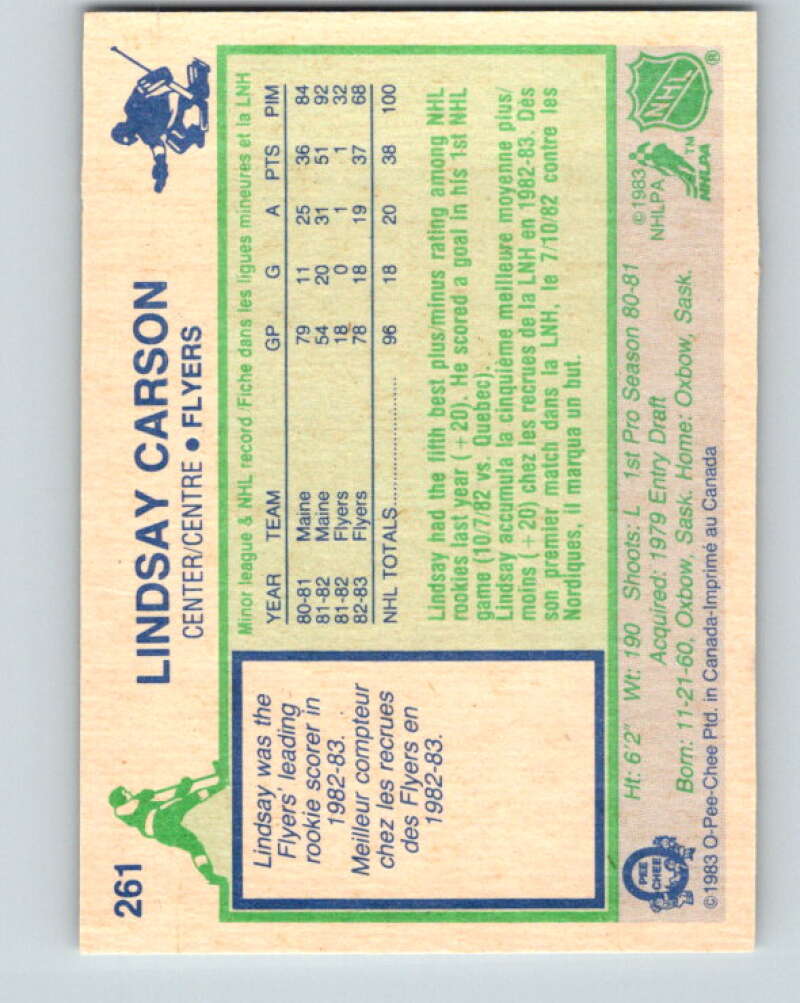 261
LINDSAY CARSON
CENTER/CENTRE • FLYERS
Minor league & NHL record/Fiche dans les ligues mineures et la LNH
YEAR TEAM GP G A PTS PIM
80-81 Maine 79 11 25 36 84
81-82 Maine 54 20 31 51 92
81-82 Flyers 18 0 1 1 32
82-83 Flyers 78 18 19 37 68
NHL TOTALS 96 18 20 38 100
Lindsay was the
Flyers' leading
rookie scorer in
1982-83.
Meilleur compteur
chez les recrues
des Flyers en
1982-83.
Lindsay had the fifth best plus/minus rating among NHL
rookies last year (+20). He scored a goal in his 1st NHL
game (10/7/82 vs. Québec).
Lindsay accumula la cinquième meilleure moyenne plus/
moins (+20) chez les recrues de la LNH en 1982-83. Dès
son premier match dans la LNH, le 7/10/82 contre les
Nordiques, il marqua un but.
Ht: 6'2" Wt: 190 Shoots: L 1st Pro Season 80-81
Acquired: 1979 Entry Draft
Born: 11-21-60, Oxbow, Sask. Home: Oxbow, Sask.
©1983 O-Pee-Chee Ptd. in Canada-Imprimé au Canada
PEE
CHEE
©1983
NHLPA
NHL ®
NHLPA ™